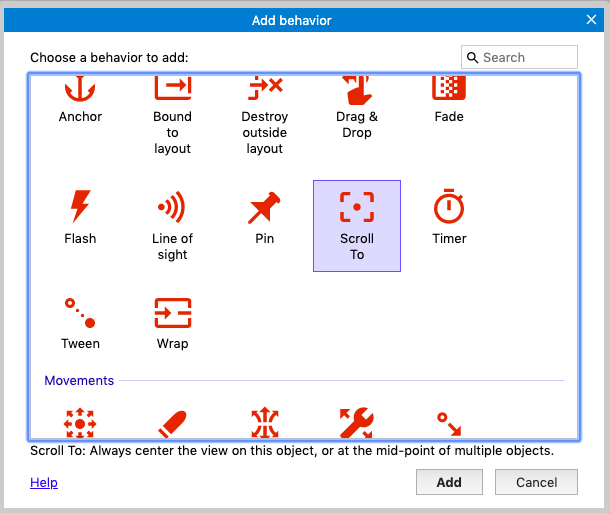 Add behavior
Choose a behavior to add:
Search
Anchor
Bound
to
layout
Destroy
outside
layout
Drag &
Drop
Fade
Flash
Line of
sight
Pin
Scroll
To
Timer
Tween
Wrap
Movements
Scroll To: Always center the view on this object, or at the mid-point of multiple objects.
Help
Add
Cancel